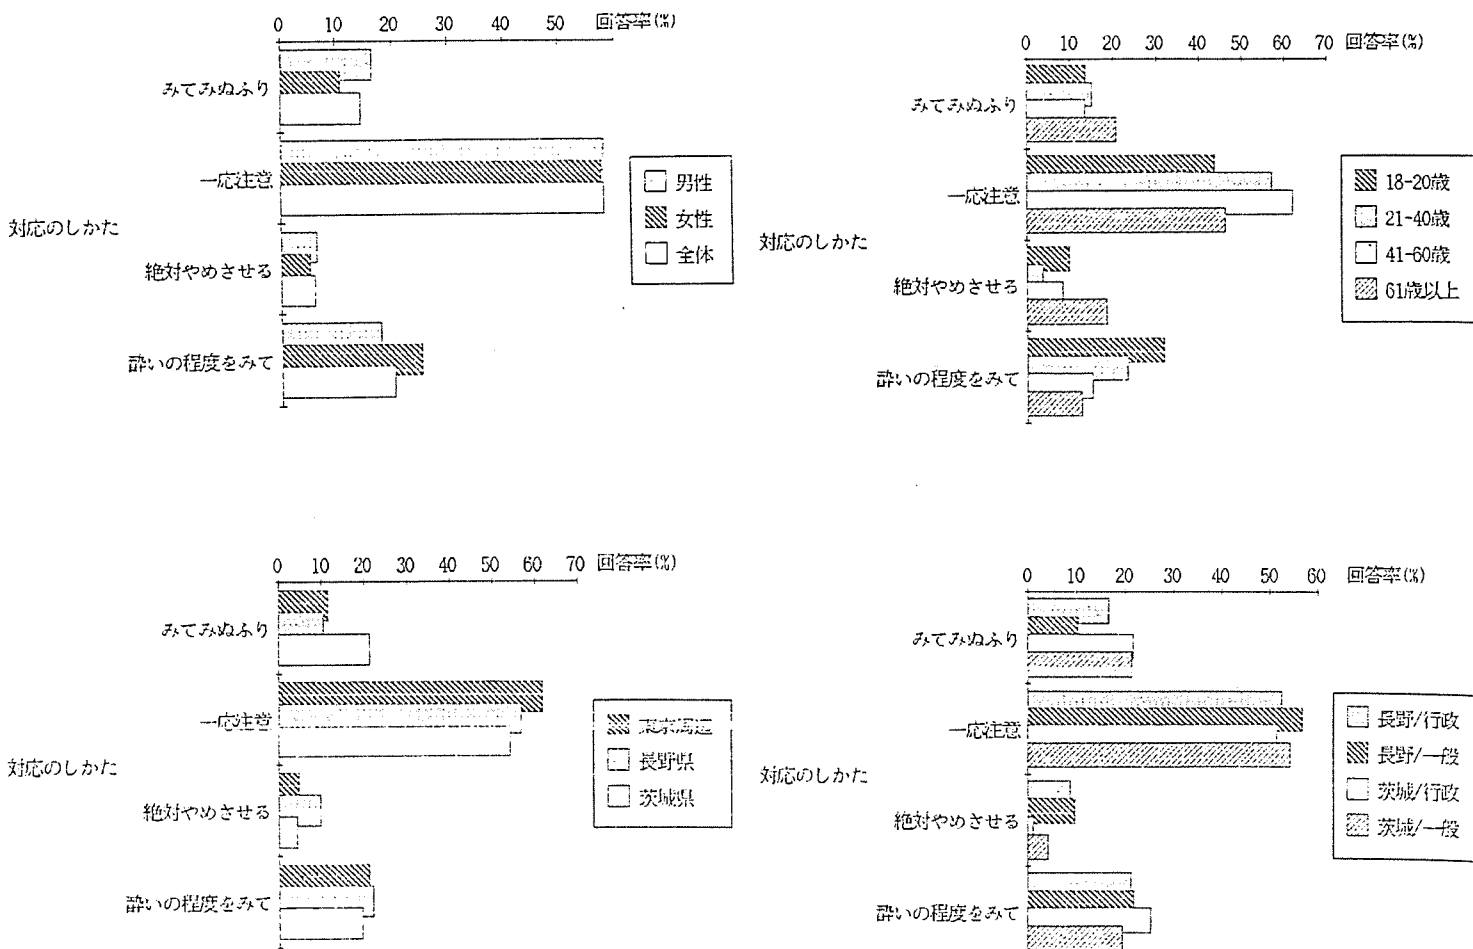 0 10 20 30 40 50 回答率(%)
みてみぬふり
一応注意
対応のしかた
絶対やめさせる
酔いの程度をみて
男性
女性
全体
0 10 20 30 40 50 60 70 回答率(%)
みてみぬふり
一応注意
対応のしかた
絶対やめさせる
酔いの程度をみて
18-20歳
21-40歳
41-60歳
61歳以上
0 10 20 30 40 50 60 70 回答率(%)
みてみぬふり
一応注意
対応のしかた
絶対やめさせる
酔いの程度をみて
東京周辺
長野県
茨城県
0 10 20 30 40 50 60 回答率(%)
みてみぬふり
一応注意
対応のしかた
絶対やめさせる
酔いの程度をみて
長野/行政
長野/一般
茨城/行政
茨城/一般